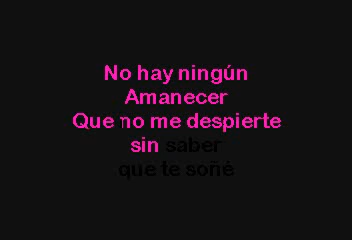 No hay ningún
Amanecer
Que no me despierte
sin saber
que te soñé